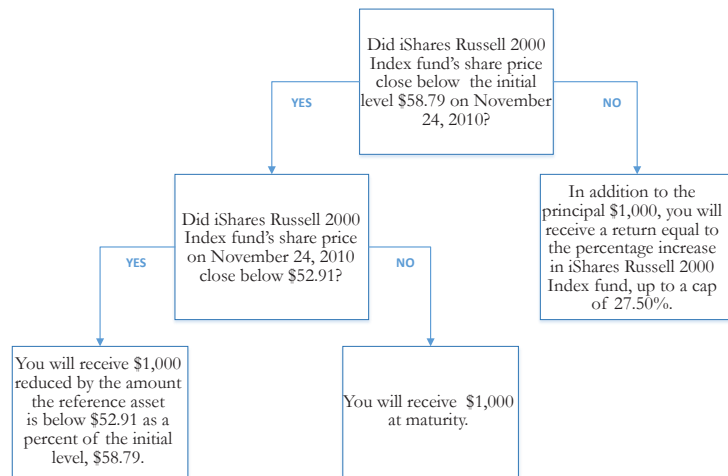 Did iShares Russell 2000
Index fund's share price
close below the initial
level $58.79 on November
24, 2010?
YES
NO
Did iShares Russell 2000
Index fund's share price
on November 24, 2010
close below $52.91?
In addition to the
principal $1,000, you will
receive a return equal to
the percentage increase
in iShares Russell 2000
Index fund, up to a cap
of 27.50%.
YES
NO
You will receive $1,000
reduced by the amount
the reference asset
is below $52.91 as a
percent of the initial
level, $58.79.
You will receive $1,000
at maturity.